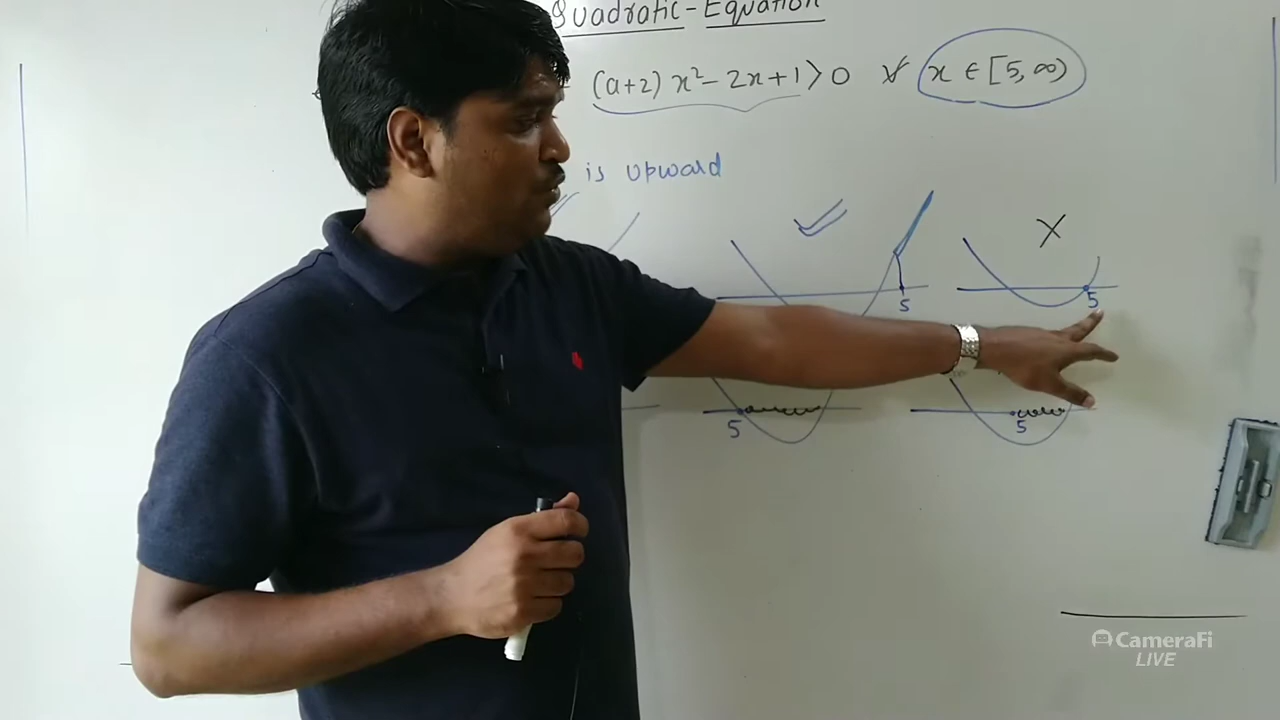 Quadratic-Equation
(a+2) x² - 2x + 1 > 0 ∀ x ∈ [5, ∞)
is upward
5
5
5
5
CameraFi
LIVE